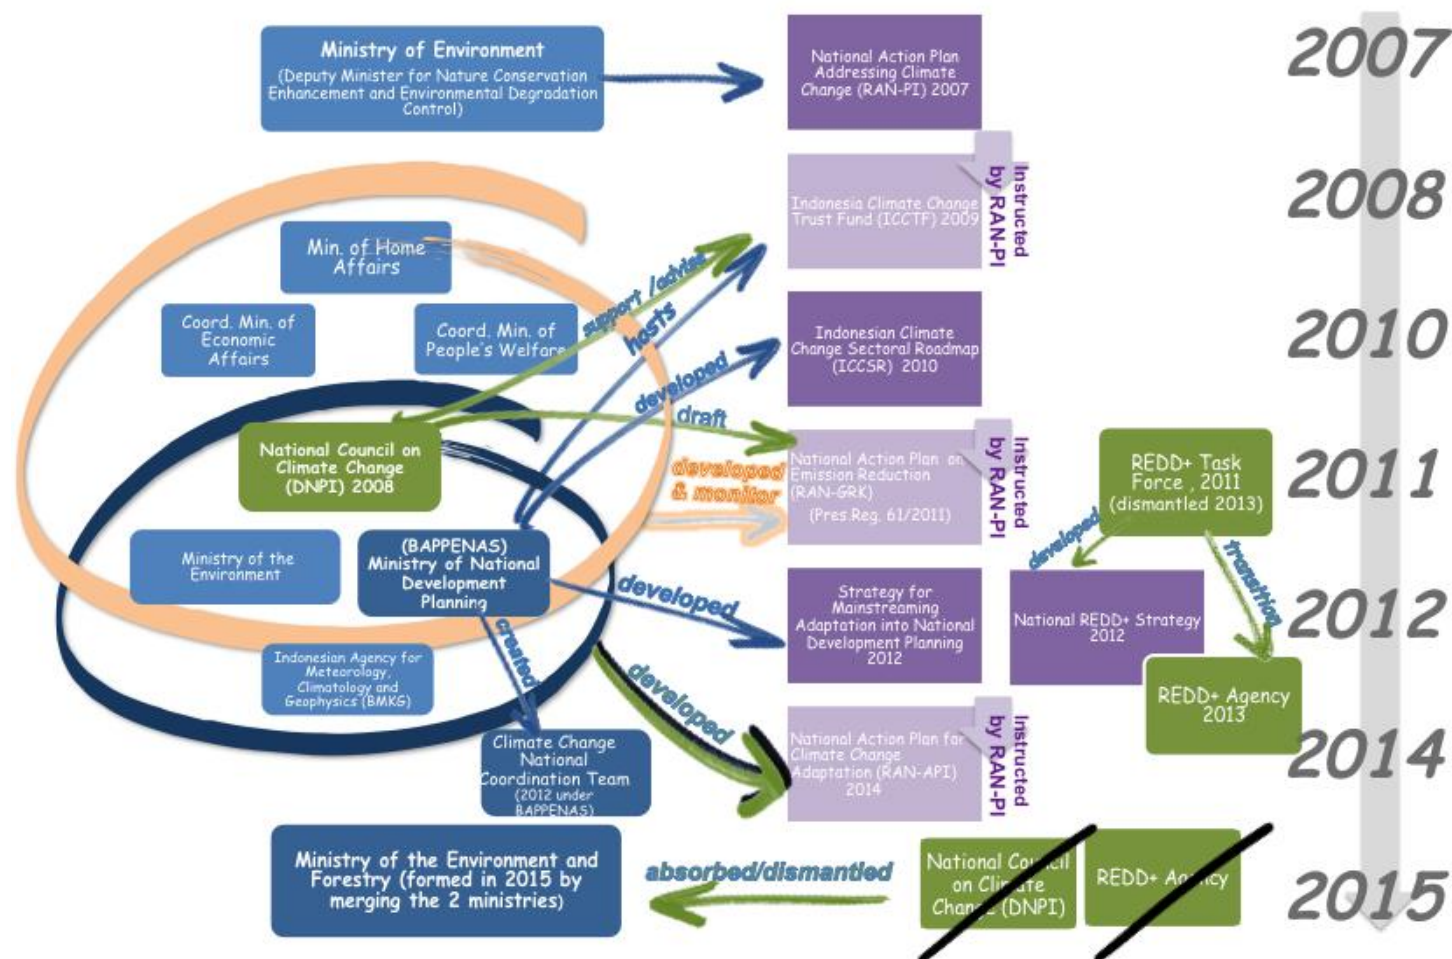 Ministry of Environment
(Deputy Minister for Nature Conservation
Enhancement and Environmental Degradation
Control)
National Action Plan
Addressing Climate
Change (RAN-PI) 2007
2007
Instructed
by RAN-PI
Indonesia Climate Change
Trust Fund (ICCTF) 2009
2008
Min. of Home
Affairs
Coord. Min. of
Economic
Affairs
Coord. Min. of
People's Welfare
support /advise
hosts
developed
draft
Indonesian Climate
Change Sectoral Roadmap
(ICCSR) 2010
2010
National Council on
Climate Change
(DNPI) 2008
developed
& monitor
National Action Plan on
Emission Reduction
(RAN-GRK)
(Pres.Reg. 61/2011)
Instructed
by RAN-PI
REDD+ Task
Force , 2011
(dismantled 2013)
2011
developed
transition
Ministry of the
Environment
(BAPPENAS)
Ministry of National
Development
Planning
developed
Strategy for
Mainstreaming
Adaptation into National
Development Planning
2012
National REDD+ Strategy
2012
2012
Indonesian Agency for
Meteorology,
Climatology and
Geophysics (BMKG)
created
developed
REDD+ Agency
2013
Climate Change
National
Coordination Team
(2012 under
BAPPENAS)
National Action Plan for
Climate Change
Adaptation (RAN-API)
2014
Instructed
by RAN-PI
2014
Ministry of the Environment and
Forestry (formed in 2015 by
merging the 2 ministries)
absorbed/dismantled
National Council
on Climate
Change (DNPI)
REDD+ Agency
2015